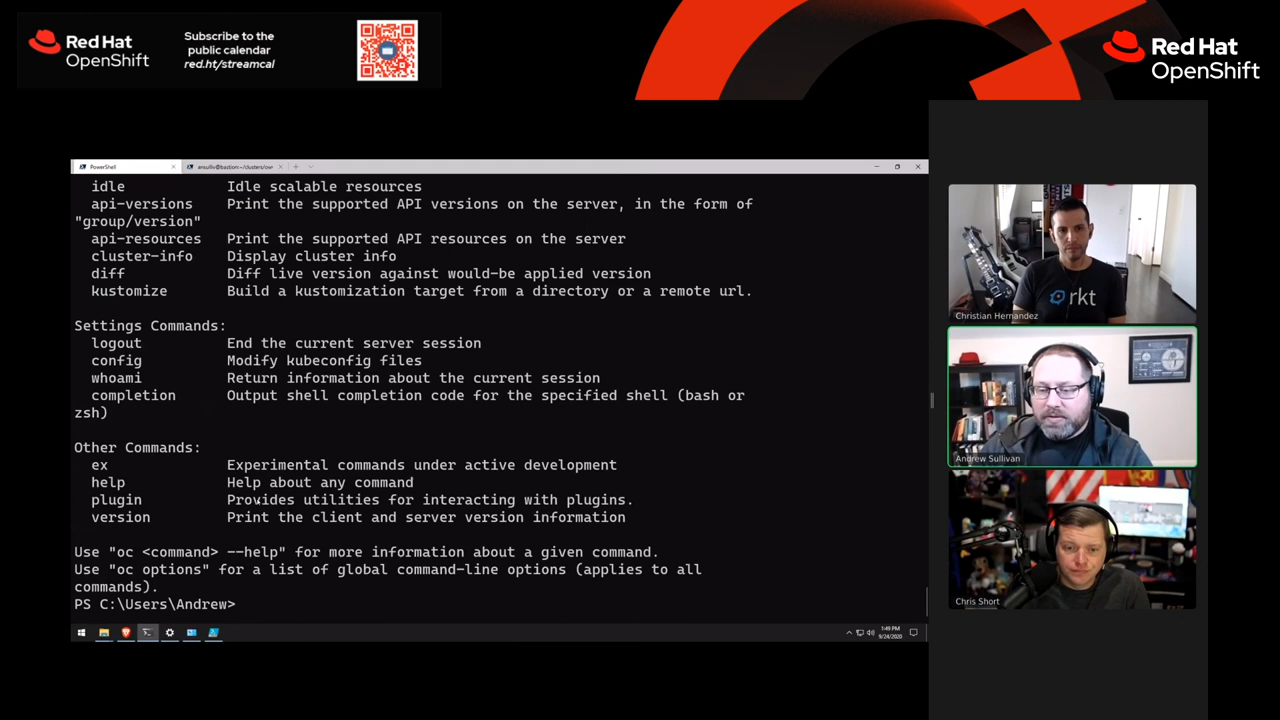 Red Hat
OpenShift
Subscribe to the
public calendar
red.ht/streamcal
Red Hat
OpenShift
PowerShell
idle Idle scalable resources
api-versions Print the supported API versions on the server, in the form of
"group/version"
api-resources Print the supported API resources on the server
cluster-info Display cluster info
diff Diff live version against would-be applied version
kustomize Build a kustomization target from a directory or a remote url.
Settings Commands:
logout End the current server session
config Modify kubeconfig files
whoami Return information about the current session
completion Output shell completion code for the specified shell (bash or
zsh)
Other Commands:
ex Experimental commands under active development
help Help about any command
plugin Provides utilities for interacting with plugins.
version Print the client and server version information
Use "oc <command> --help" for more information about a given command.
Use "oc options" for a list of global command-line options (applies to all
commands).
PS C:\Users\Andrew>
1:49 PM
9/24/2020
rkt
Christian Hernandez
Andrew Sullivan
Chris Short